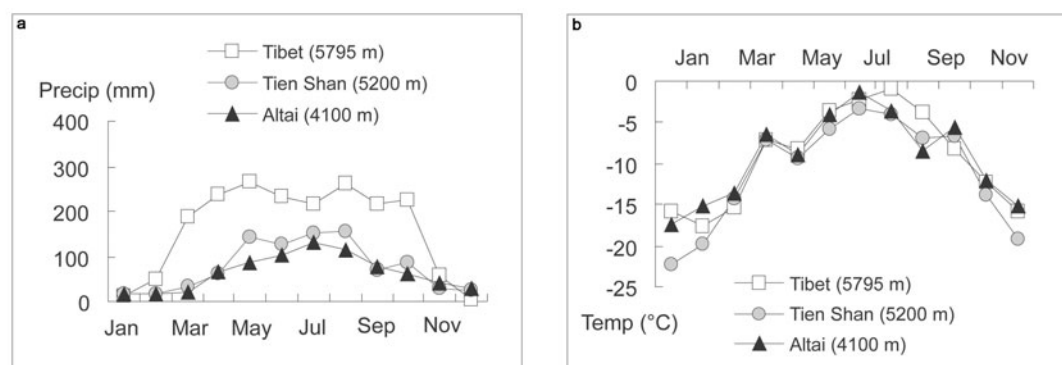 a
Tibet (5795 m)
Tien Shan (5200 m)
Altai (4100 m)
Precip (mm)
400
300
200
100
0
Jan Mar May Jul Sep Nov
b
Jan Mar May Jul Sep Nov
0
-5
-10
-15
-20
-25
Temp (°C)
Tibet (5795 m)
Tien Shan (5200 m)
Altai (4100 m)